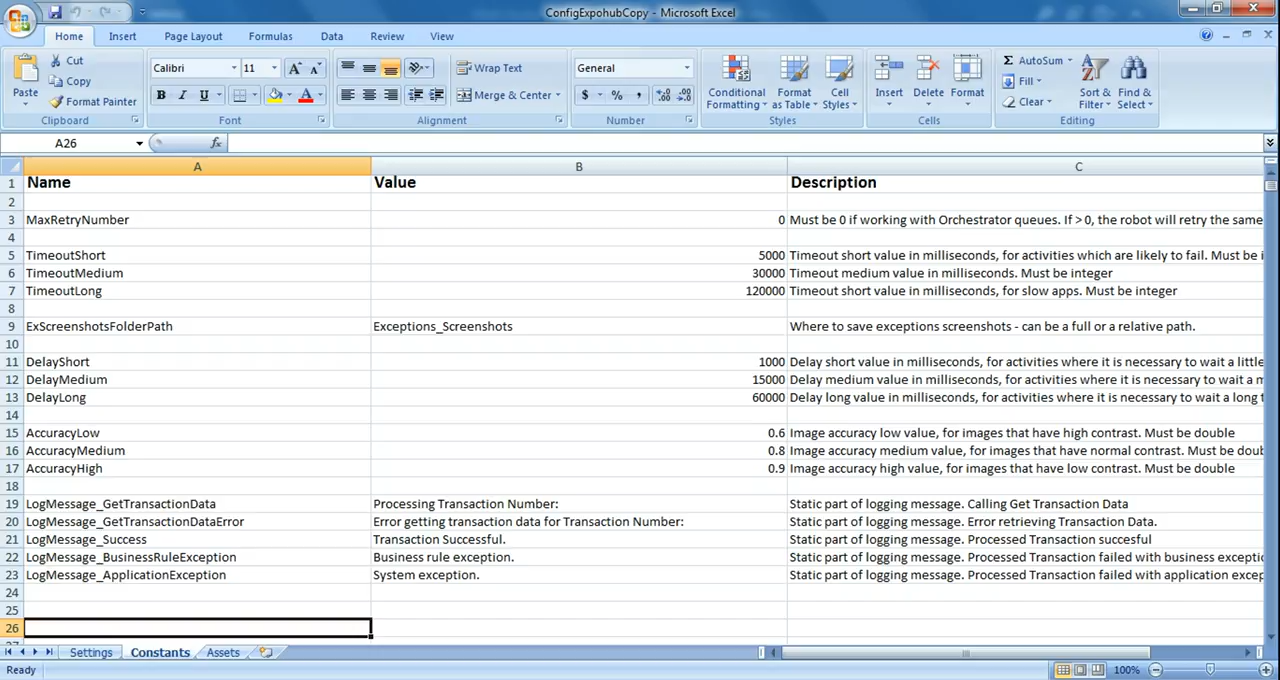 ConfigExpohubCopy - Microsoft Excel
Home Insert Page Layout Formulas Data Review View
Paste Cut Copy Format Painter Clipboard
Calibri 11 A A B I U A Font
Wrap Text Merge & Center Alignment
General $ % , .00 .0 Number
Conditional Formatting Format as Table Cell Styles Styles
Insert Delete Format Cells
Σ AutoSum Fill Clear Sort & Filter Find & Select Editing
A26 fx
A B C
1 Name Value Description
2
3 MaxRetryNumber 0 Must be 0 if working with Orchestrator queues. If > 0, the robot will retry the same
4
5 TimeoutShort 5000 Timeout short value in milliseconds, for activities which are likely to fail. Must be i
6 TimeoutMedium 30000 Timeout medium value in milliseconds. Must be integer
7 TimeoutLong 120000 Timeout short value in milliseconds, for slow apps. Must be integer
8
9 ExScreenshotsFolderPath Exceptions_Screenshots Where to save exceptions screenshots - can be a full or a relative path.
10
11 DelayShort 1000 Delay short value in milliseconds, for activities where it is necessary to wait a little
12 DelayMedium 15000 Delay medium value in milliseconds, for activities where it is necessary to wait a m
13 DelayLong 60000 Delay long value in milliseconds, for activities where it is necessary to wait a long t
14
15 AccuracyLow 0.6 Image accuracy low value, for images that have high contrast. Must be double
16 AccuracyMedium 0.8 Image accuracy medium value, for images that have normal contrast. Must be doub
17 AccuracyHigh 0.9 Image accuracy high value, for images that have low contrast. Must be double
18
19 LogMessage_GetTransactionData Processing Transaction Number: Static part of logging message. Calling Get Transaction Data
20 LogMessage_GetTransactionDataError Error getting transaction data for Transaction Number: Static part of logging message. Error retrieving Transaction Data.
21 LogMessage_Success Transaction Successful. Static part of logging message. Processed Transaction succesful
22 LogMessage_BusinessRuleException Business rule exception. Static part of logging message. Processed Transaction failed with business exceptio
23 LogMessage_ApplicationException System exception. Static part of logging message. Processed Transaction failed with application excep
24
25
26
Settings Constants Assets
Ready 100%